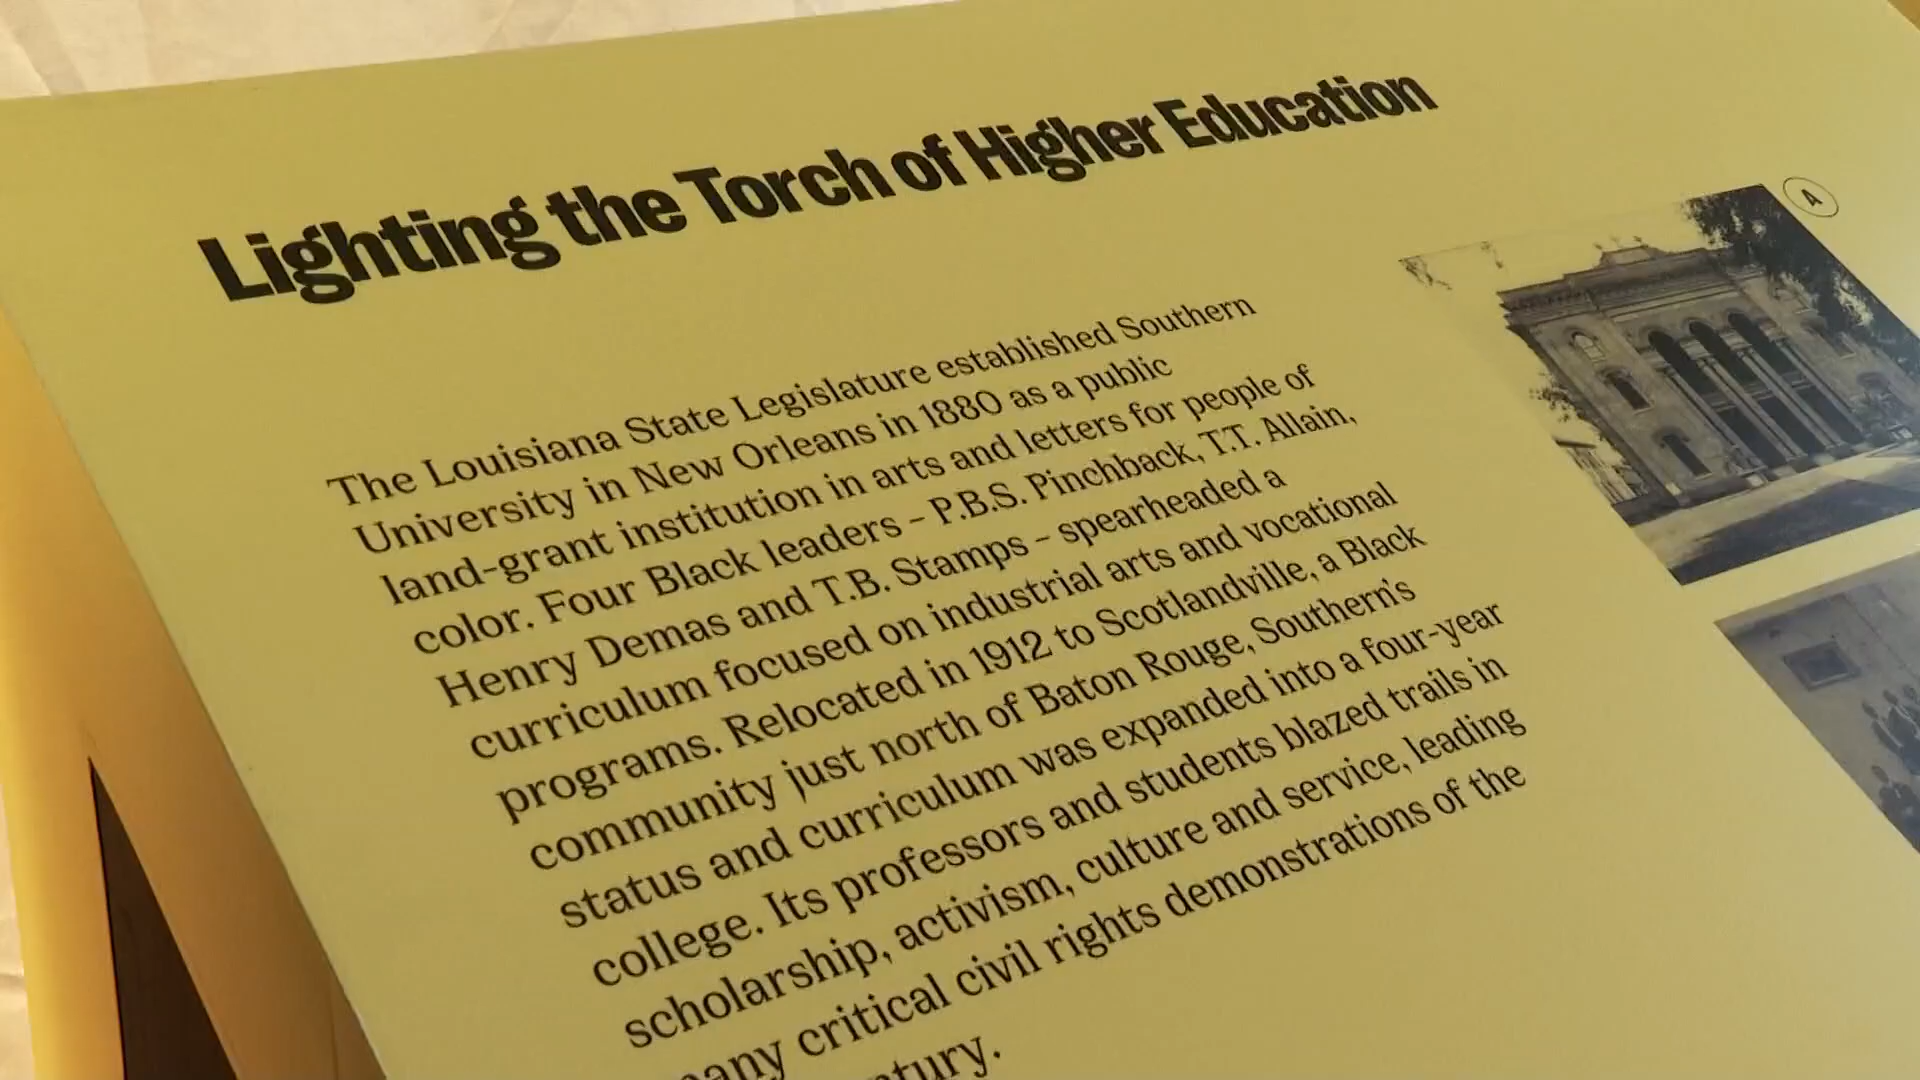 Lighting the Torch of Higher Education
A
The Louisiana State Legislature established Southern
University in New Orleans in 1880 as a public
land-grant institution in arts and letters for people of
color. Four Black leaders – P.B.S. Pinchback, T.T. Allain,
Henry Demas and T.B. Stamps – spearheaded a
curriculum focused on industrial arts and vocational
programs. Relocated in 1912 to Scotlandville, a Black
community just north of Baton Rouge, Southern's
status and curriculum was expanded into a four-year
college. Its professors and students blazed trails in
scholarship, activism, culture and service, leading
critical civil rights demonstrations of the